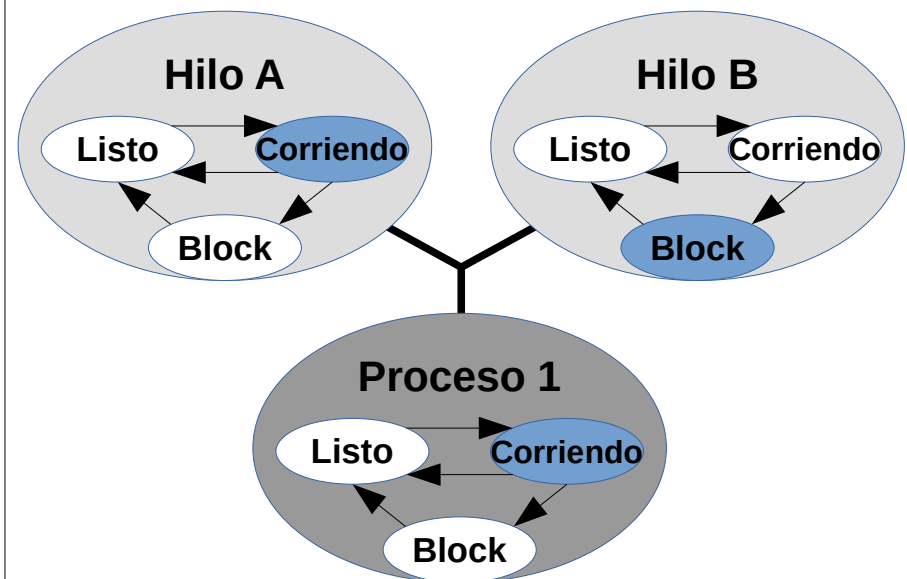 Hilo A
Listo
Corriendo
Block
Hilo B
Listo
Corriendo
Block
Proceso 1
Listo
Corriendo
Block